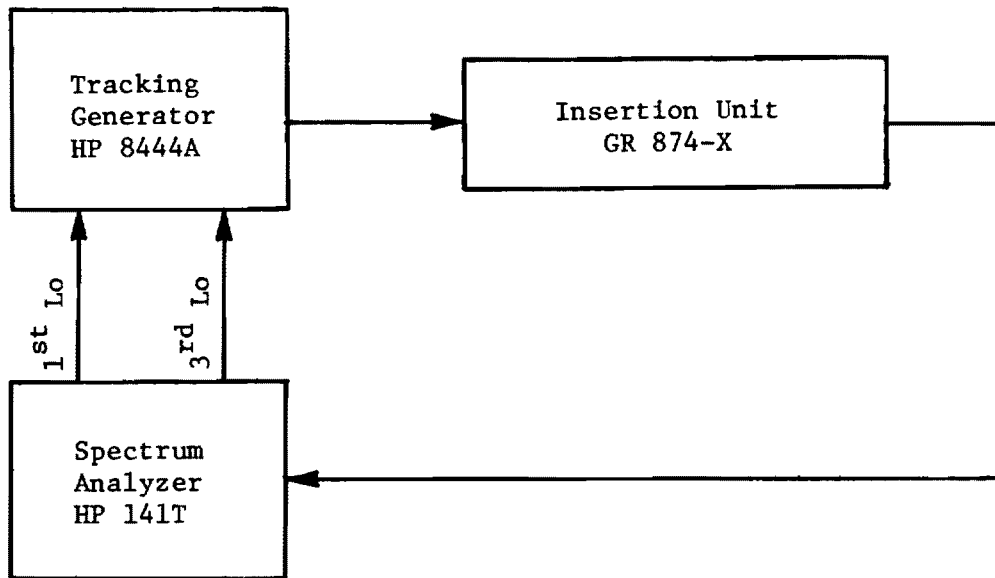 Tracking
Generator
HP 8444A
Insertion Unit
GR 874-X
1st Lo
3rd Lo
Spectrum
Analyzer
HP 141T